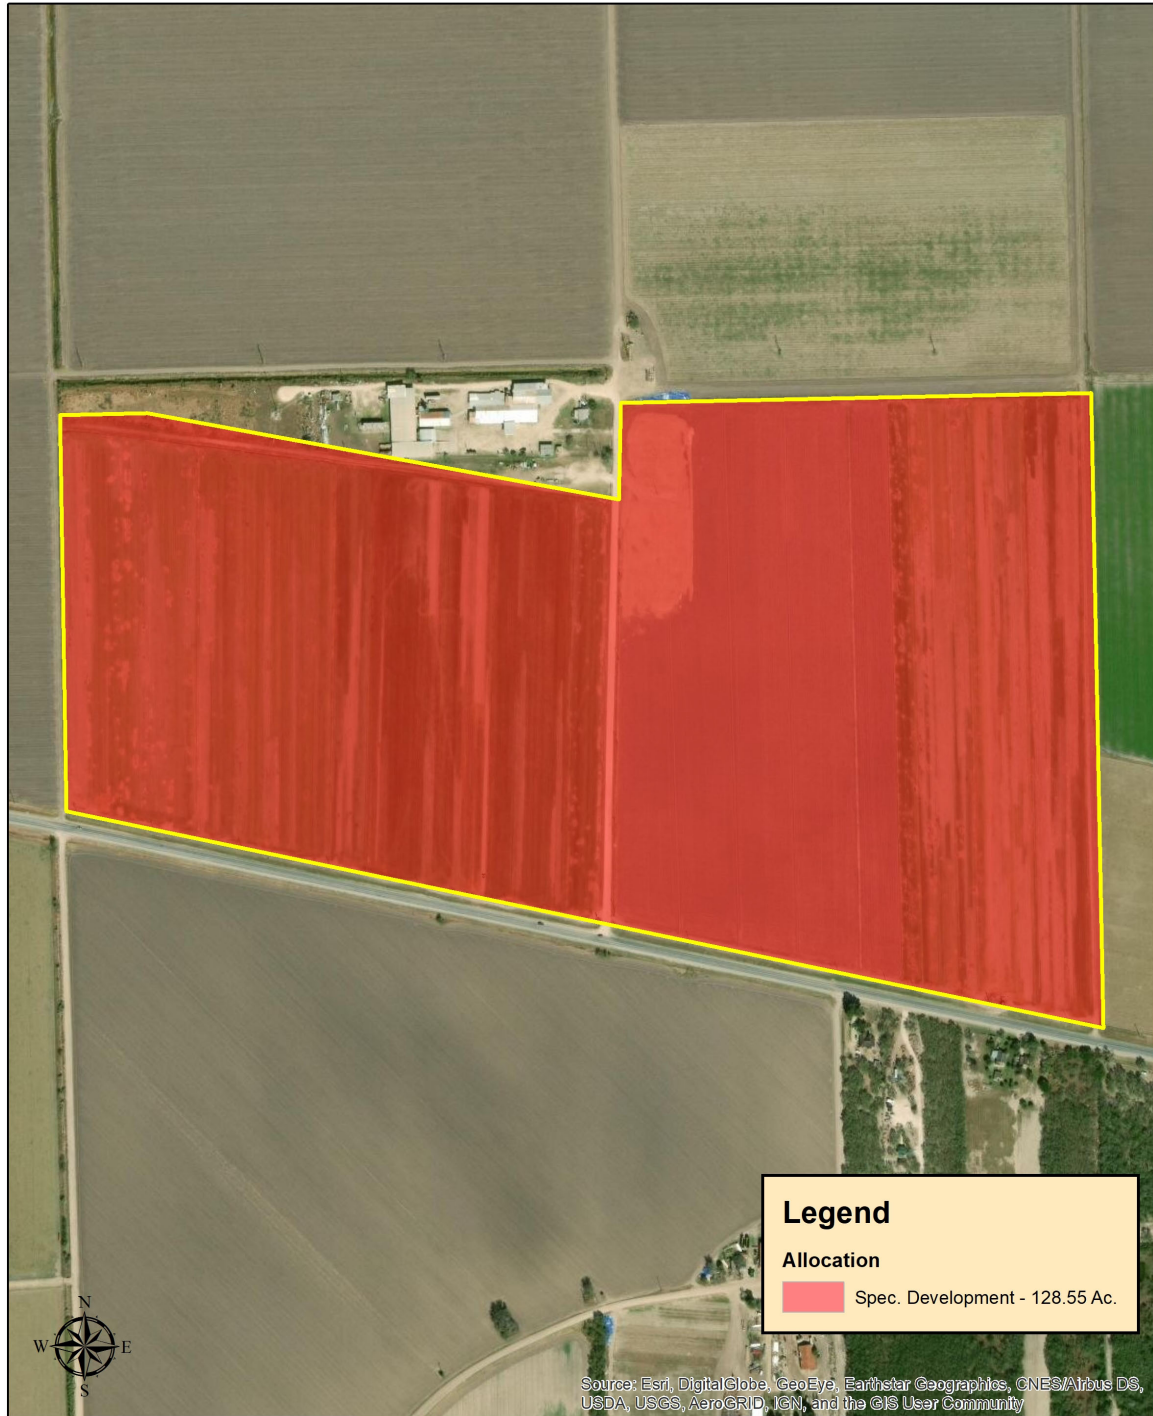 Legend
Allocation
Spec. Development - 128.55 Ac.
N
W E
S
Source: Esri, DigitalGlobe, GeoEye, Earthstar Geographics, CNES/Airbus DS,
USDA, USGS, AeroGRID, IGN, and the GIS User Community